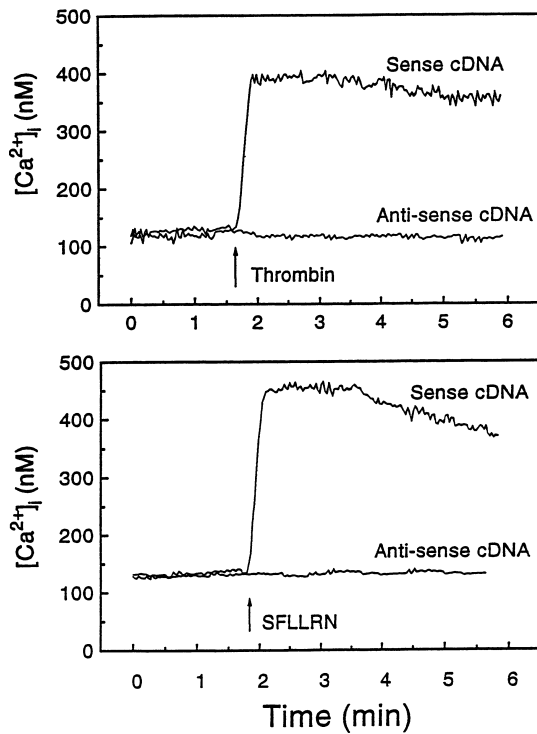 500
400
300
200
100
0
[Ca²⁺]ᵢ (nM)
Sense cDNA
Anti-sense cDNA
Thrombin
0 1 2 3 4 5 6
500
400
300
200
100
0
[Ca²⁺]ᵢ (nM)
Sense cDNA
Anti-sense cDNA
SFLLRN
0 1 2 3 4 5 6
Time (min)